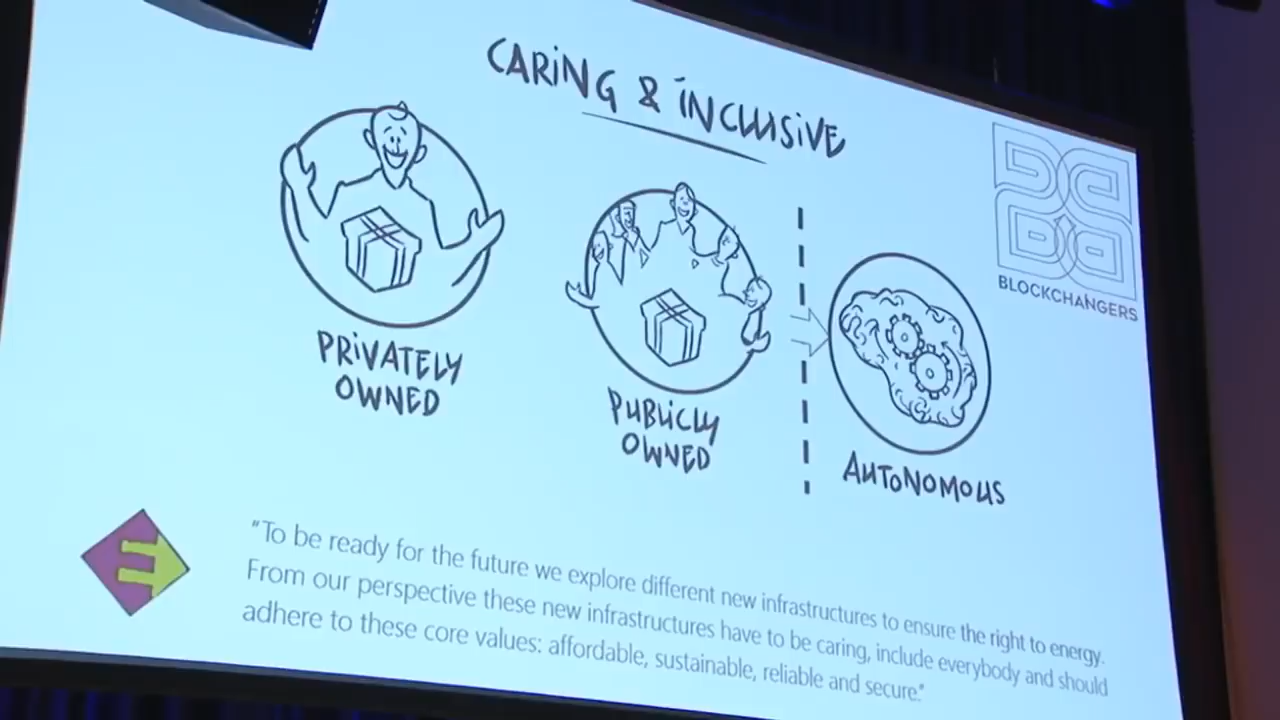 CARING & INCLUSIVE
BLOCKCHANGERS
PRIVATELY
OWNED
PUBLICLY
OWNED
AUTONOMOUS
"To be ready for the future we explore different new infrastructures to ensure the right to energy.
From our perspective these new infrastructures have to be caring, include everybody and should
adhere to these core values: affordable, sustainable, reliable and secure."